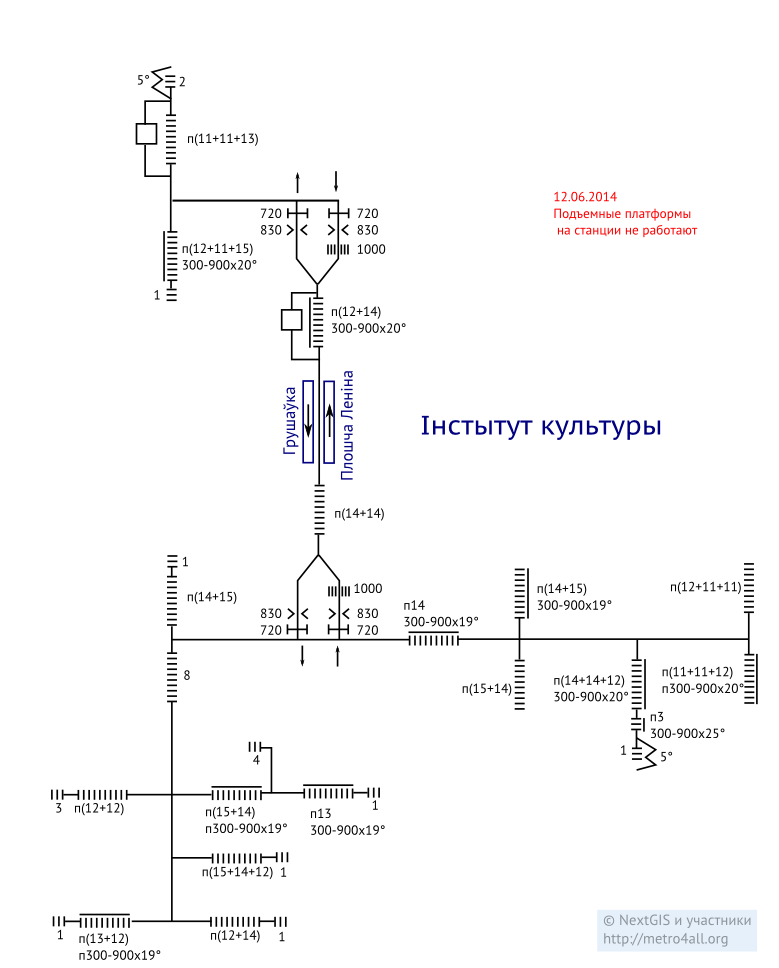 5°
2
п(11+11+13)
12.06.2014
Подъемные платформы
на станции не работают
720
720
830
830
1000
п(12+11+15)
300-900x20°
1
п(12+14)
300-900x20°
Грушаўка
Плошча Леніна
Інстытут культуры
п(14+14)
1
п(14+15)
1000
830
830
720
720
п14
300-900x19°
п(14+15)
300-900x19°
п(12+11+11)
8
п(15+14)
п(14+14+12)
300-900x20°
п(11+11+12)
п300-900x20°
п3
300-900x25°
1
5°
4
3
п(12+12)
п(15+14)
п300-900x19°
п13
300-900x19°
1
п(15+14+12)
1
1
п(13+12)
п300-900x19°
п(12+14)
1
© NextGIS и участники
http://metro4all.org